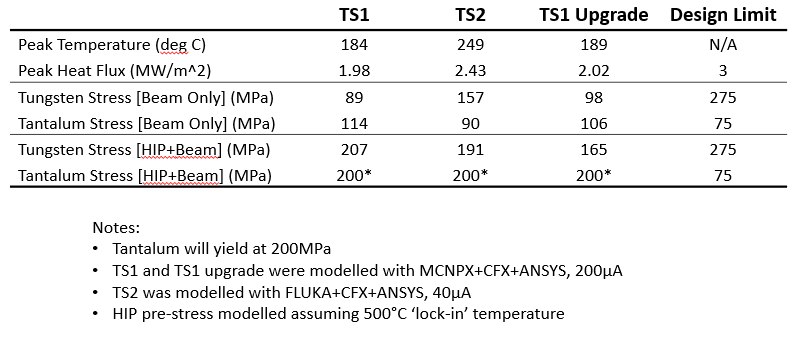 TS1 TS2 TS1 Upgrade Design Limit
Peak Temperature (deg C) 184 249 189 N/A
Peak Heat Flux (MW/m^2) 1.98 2.43 2.02 3
Tungsten Stress [Beam Only] (MPa) 89 157 98 275
Tantalum Stress [Beam Only] (MPa) 114 90 106 75
Tungsten Stress [HIP+Beam] (MPa) 207 191 165 275
Tantalum Stress [HIP+Beam] (MPa) 200* 200* 200* 75
Notes:
• Tantalum will yield at 200MPa
• TS1 and TS1 upgrade were modelled with MCNPX+CFX+ANSYS, 200µA
• TS2 was modelled with FLUKA+CFX+ANSYS, 40µA
• HIP pre-stress modelled assuming 500°C ‘lock-in’ temperature